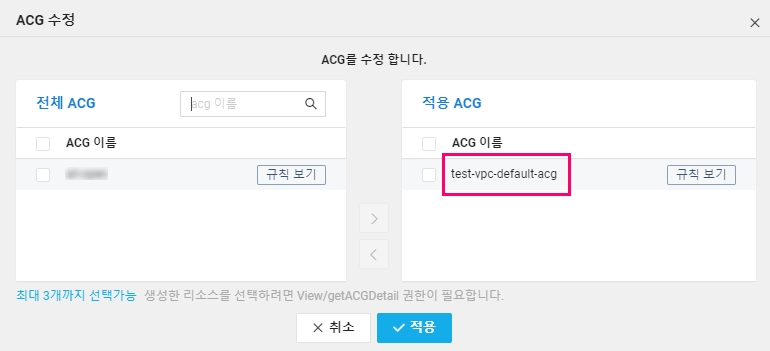 ACG 수정
ACG를 수정 합니다.
전체 ACG
acg 이름
ACG 이름
규칙 보기
적용 ACG
ACG 이름
test-vpc-default-acg
규칙 보기
최대 3개까지 선택가능 생성한 리소스를 선택하려면 View/getACGDetail 권한이 필요합니다.
취소
적용